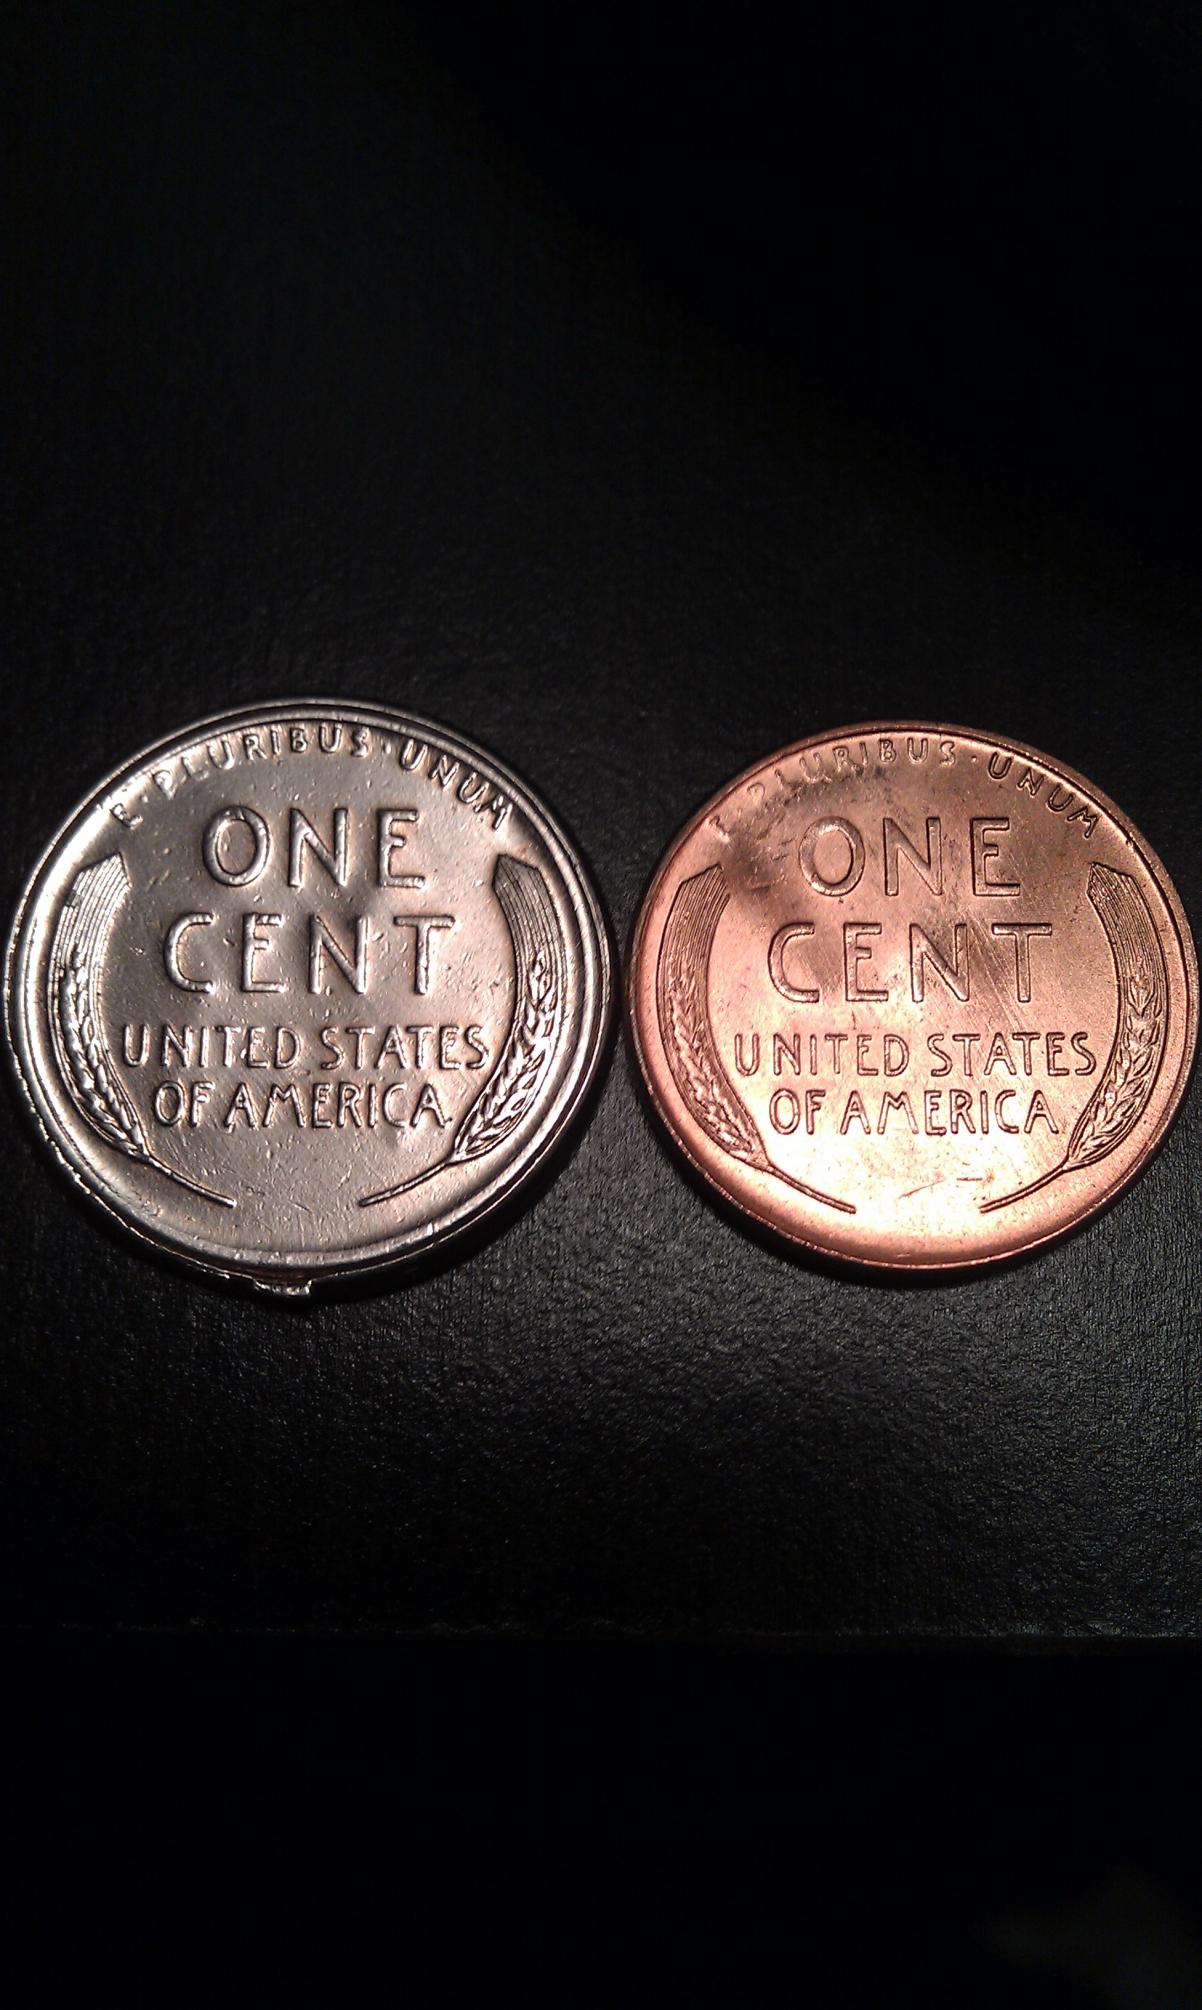 E·PLURIBUS·UNUM
ONE
CENT
UNITED STATES
OF AMERICA
E PLURIBUS·UNUM
ONE
CENT
UNITED STATES
OF AMERICA